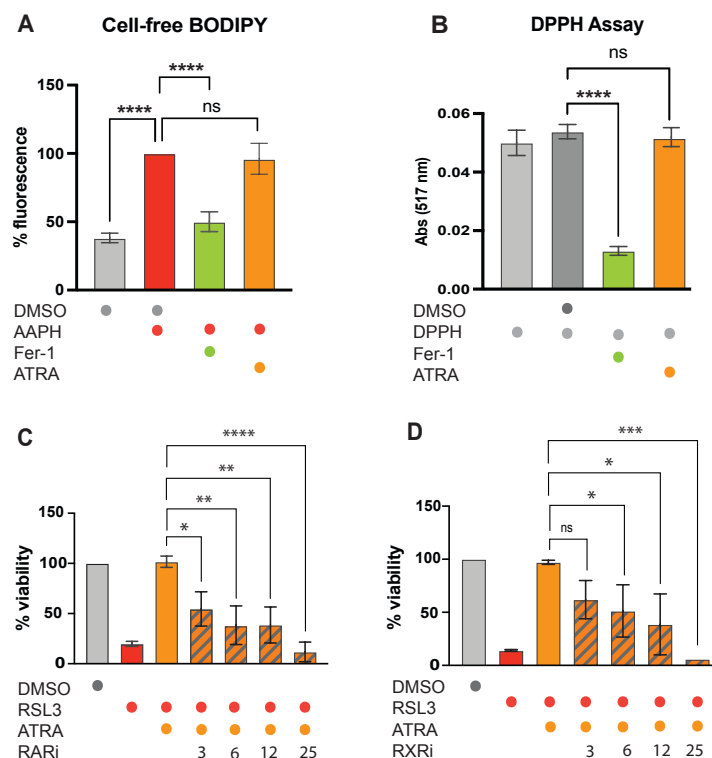 A
Cell-free BODIPY
****
****
ns
150
100
50
0
% fluorescence
DMSO
AAPH
Fer-1
ATRA
B
DPPH Assay
ns
****
0.06
0.04
0.02
0.00
Abs (517 nm)
DMSO
DPPH
Fer-1
ATRA
C
****
**
**
*
150
100
50
0
% viability
DMSO
RSL3
ATRA
RARi 3 6 12 25
D
***
*
*
ns
150
100
50
0
% viability
DMSO
RSL3
ATRA
RXRi 3 6 12 25